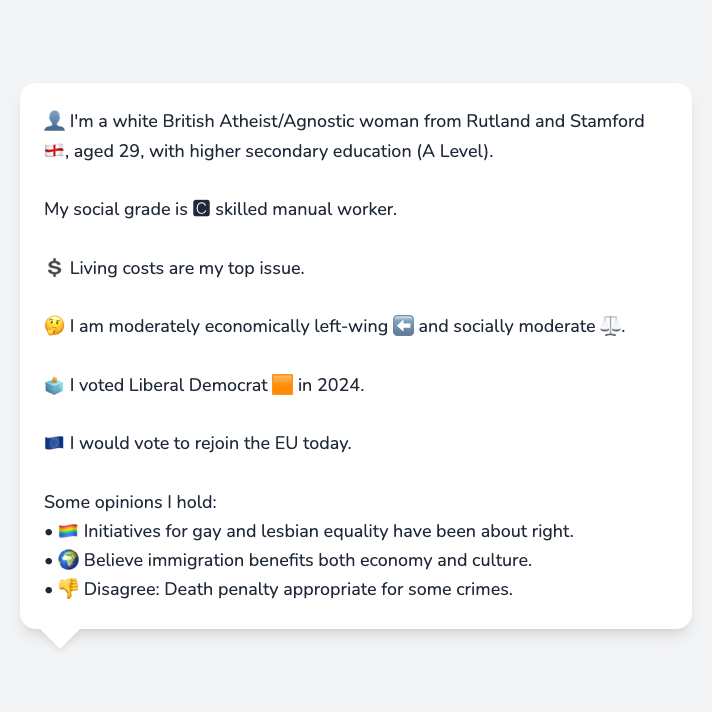 👤 I'm a white British Atheist/Agnostic woman from Rutland and Stamford
🏴󠁧󠁢󠁥󠁮󠁧󠁿, aged 29, with higher secondary education (A Level).
My social grade is 🅲 skilled manual worker.
💲 Living costs are my top issue.
🤔 I am moderately economically left-wing ⬅️ and socially moderate ⚖️.
🗳️ I voted Liberal Democrat 🟧 in 2024.
🇪🇺 I would vote to rejoin the EU today.
Some opinions I hold:
• 🏳️‍🌈 Initiatives for gay and lesbian equality have been about right.
• 🌍 Believe immigration benefits both economy and culture.
• 👎 Disagree: Death penalty appropriate for some crimes.